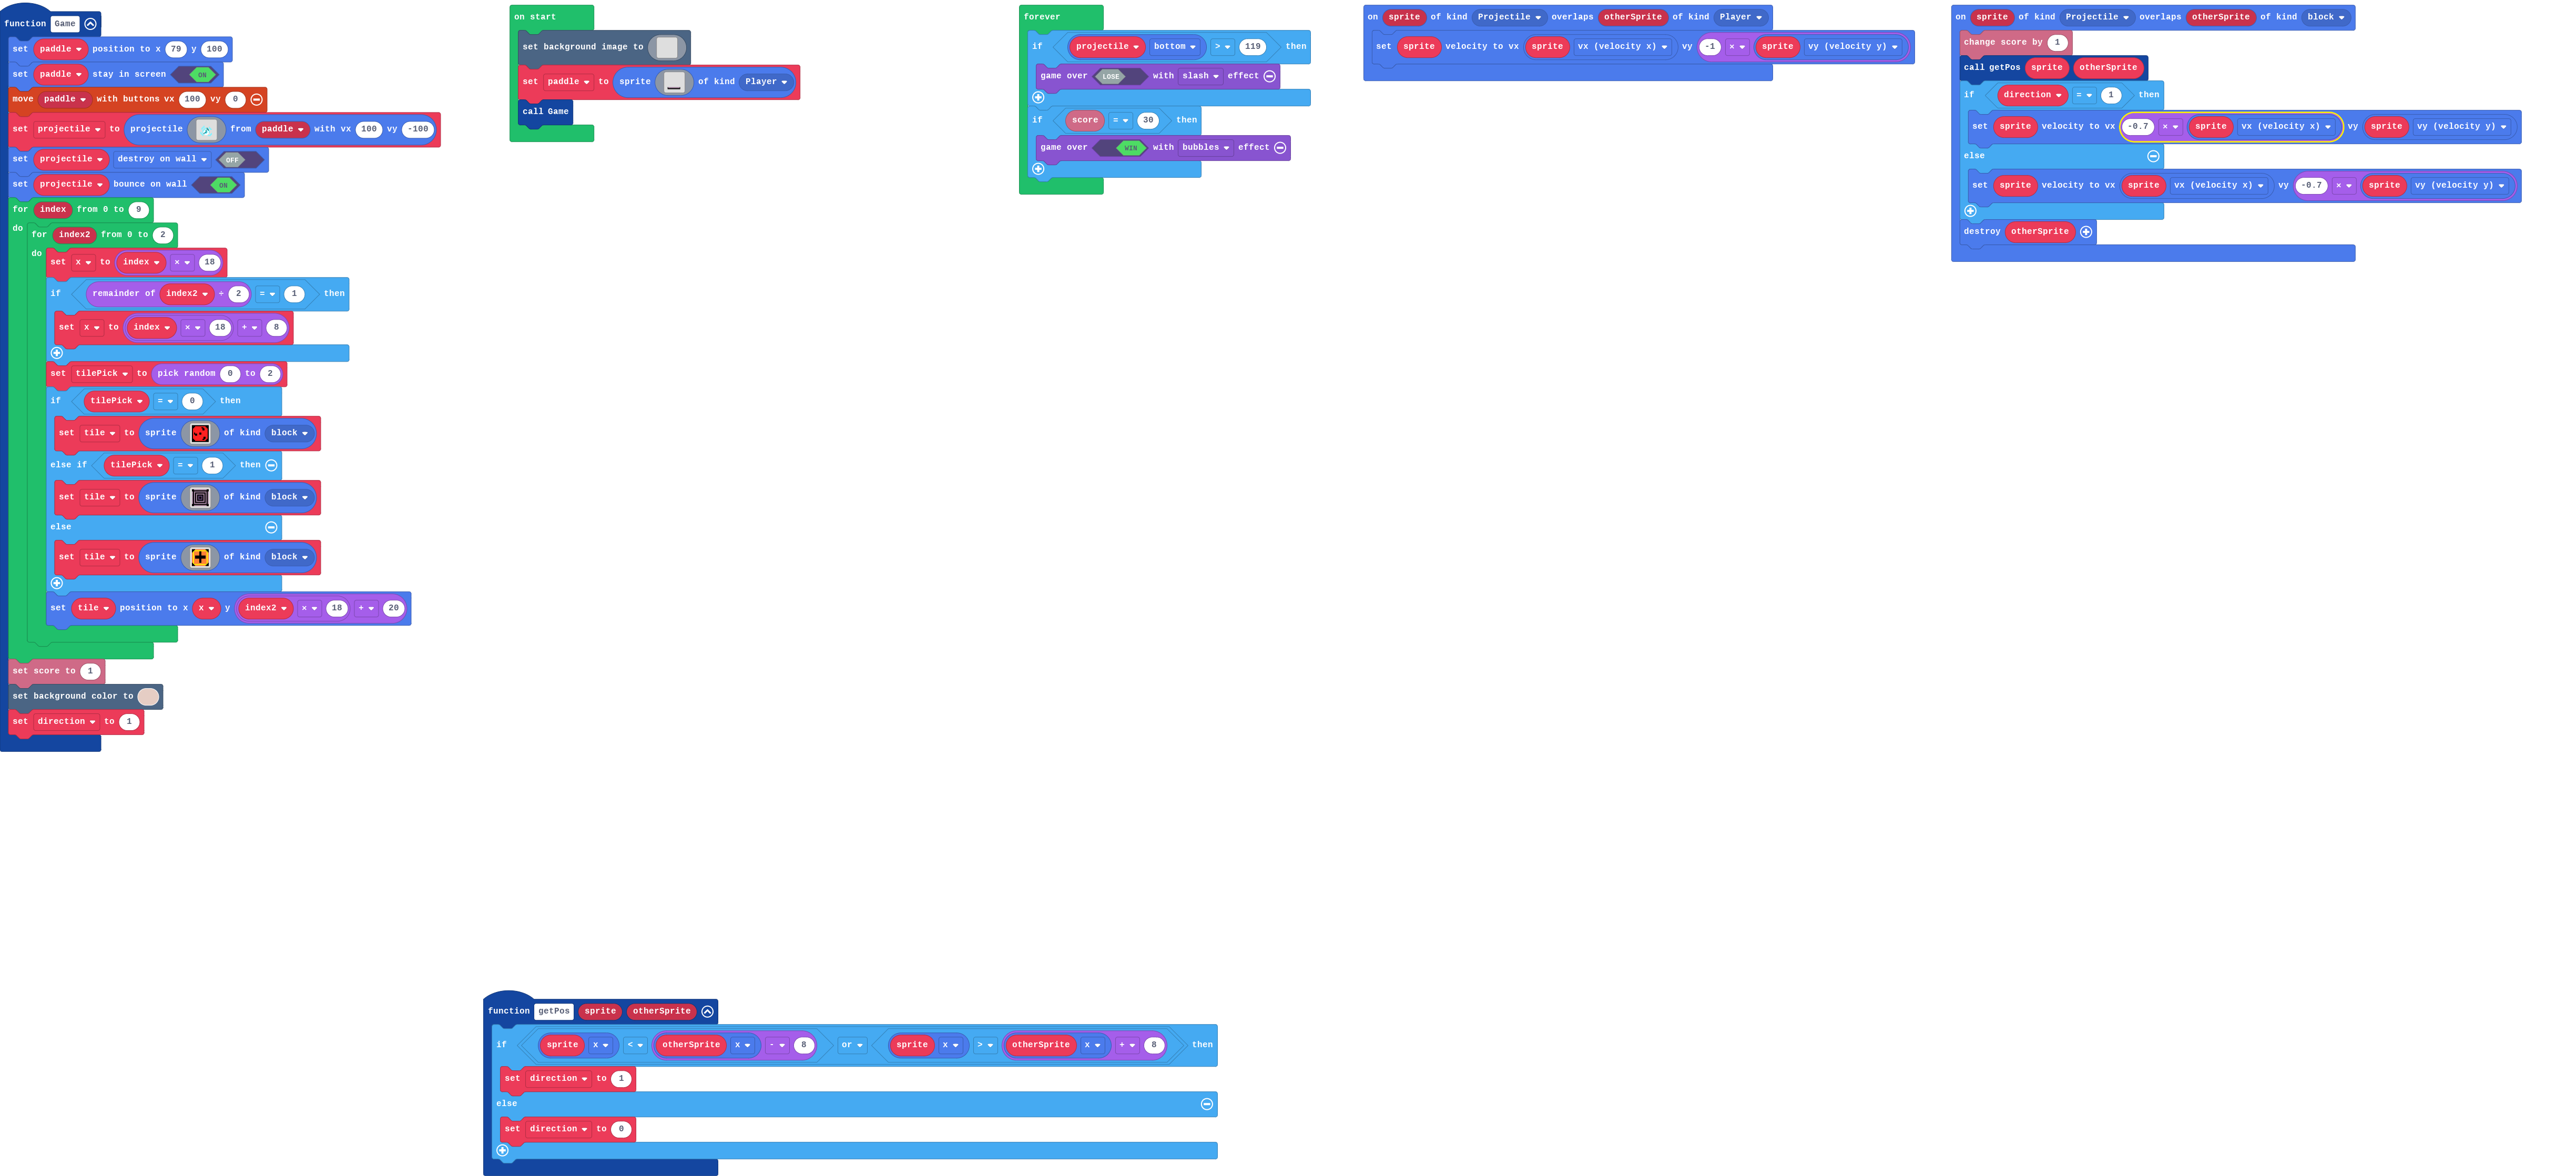 function Game
set paddle position to x 79 y 100
set paddle stay in screen ON
move paddle with buttons vx 100 vy 0
set projectile to projectile from paddle with vx 100 vy -100
set projectile destroy on wall OFF
set projectile bounce on wall ON
for index from 0 to 9
do for index2 from 0 to 2
do set x to index × 18
if remainder of index2 ÷ 2 = 1 then
set x to index × 18 + 8
set tilePick to pick random 0 to 2
if tilePick = 0 then
set tile to sprite of kind block
else if tilePick = 1 then
set tile to sprite of kind block
else
set tile to sprite of kind block
set tile position to x x y index2 × 18 + 20
set score to 1
set background color to
set direction to 1
on start
set background image to
set paddle to sprite of kind Player
call Game
forever
if projectile bottom > 119 then
game over LOSE with slash effect
if score = 30 then
game over WIN with bubbles effect
on sprite of kind Projectile overlaps otherSprite of kind Player
set sprite velocity to vx sprite vx (velocity x) vy -1 × sprite vy (velocity y)
on sprite of kind Projectile overlaps otherSprite of kind block
change score by 1
call getPos sprite otherSprite
if direction = 1 then
set sprite velocity to vx -0.7 × sprite vx (velocity x) vy sprite vy (velocity y)
else
set sprite velocity to vx sprite vx (velocity x) vy -0.7 × sprite vy (velocity y)
destroy otherSprite
function getPos sprite otherSprite
if sprite x < otherSprite x - 8 or sprite x > otherSprite x + 8 then
set direction to 1
else
set direction to 0